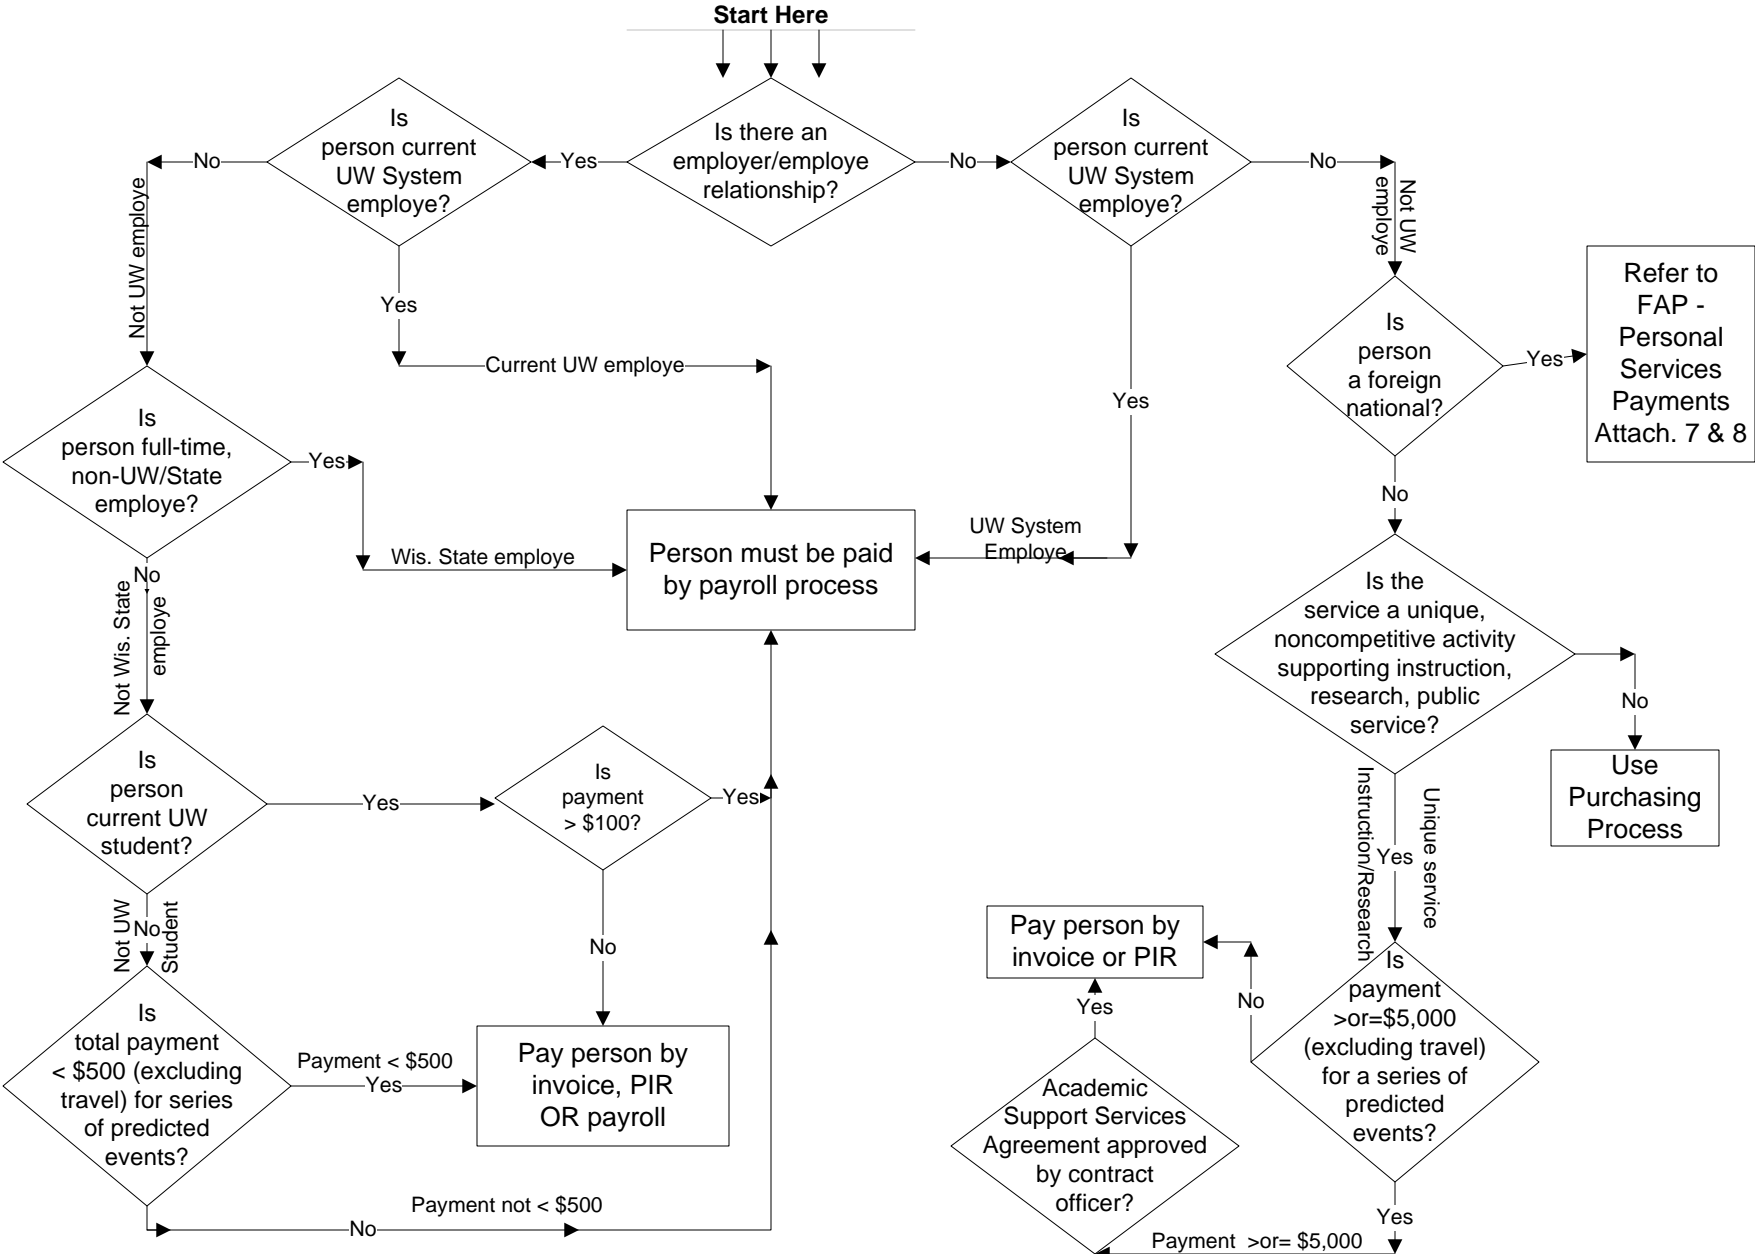 Start Here
Is there an
employer/employe
relationship?
Yes
No
Is
person current
UW System
employe?
No
Not UW employe
Yes
Current UW employe
Is
person current
UW System
employe?
No
Not UW
employe
Yes
UW System
Employe
Is
person
a foreign
national?
Yes
Refer to
FAP -
Personal
Services
Payments
Attach. 7 & 8
No
Is
person full-time,
non-UW/State
employe?
Yes
Wis. State employe
Person must be paid
by payroll process
No
Not Wis. State
employe
Is the
service a unique,
noncompetitive activity
supporting instruction,
research, public
service?
No
Use
Purchasing
Process
Yes
Unique service
Instruction/Research
Is
person
current UW
student?
Yes
Is
payment
> $100?
Yes
No
No
Not UW
Student
Is
total payment
< $500 (excluding
travel) for series
of predicted
events?
Payment < $500
Yes
Pay person by
invoice, PIR
OR payroll
Payment not < $500
No
Is
payment
>or=$5,000
(excluding travel)
for a series of
predicted
events?
No
Pay person by
invoice or PIR
Yes
Academic
Support Services
Agreement approved
by contract
officer?
Yes
Payment >or= $5,000